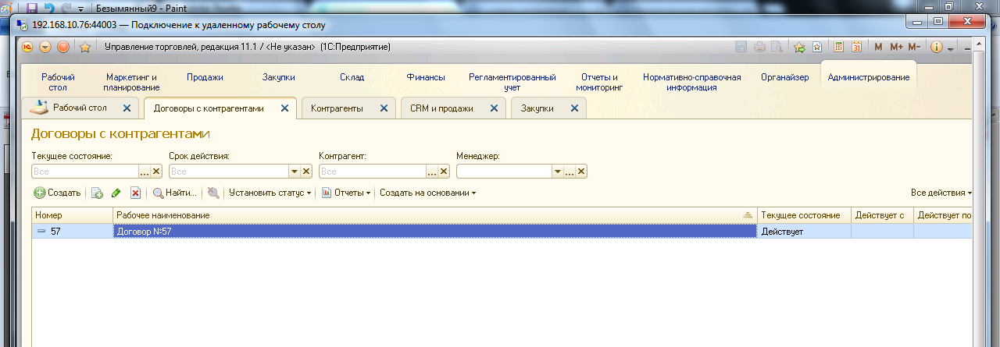 Безымянный9 - Paint
192.168.10.76:44003 — Подключение к удаленному рабочему столу
Управление торговлей, редакция 11.1 / <Не указан> (1С:Предприятие)
M M+ M-
Рабочий стол
Маркетинг и планирование
Продажи
Закупки
Склад
Финансы
Регламентированный учет
Отчеты и мониторинг
Нормативно-справочная информация
Органайзер
Администрирование
Рабочий стол
Договоры с контрагентами
Контрагенты
CRM и продажи
Закупки
Договоры с контрагентами
Текущее состояние: Срок действия: Контрагент: Менеджер:
Все Все Все
Создать Найти... Установить статус Отчеты Создать на основании Все действия
Номер Рабочее наименование Текущее состояние Действует с Действует по
57 Договор №57 Действует